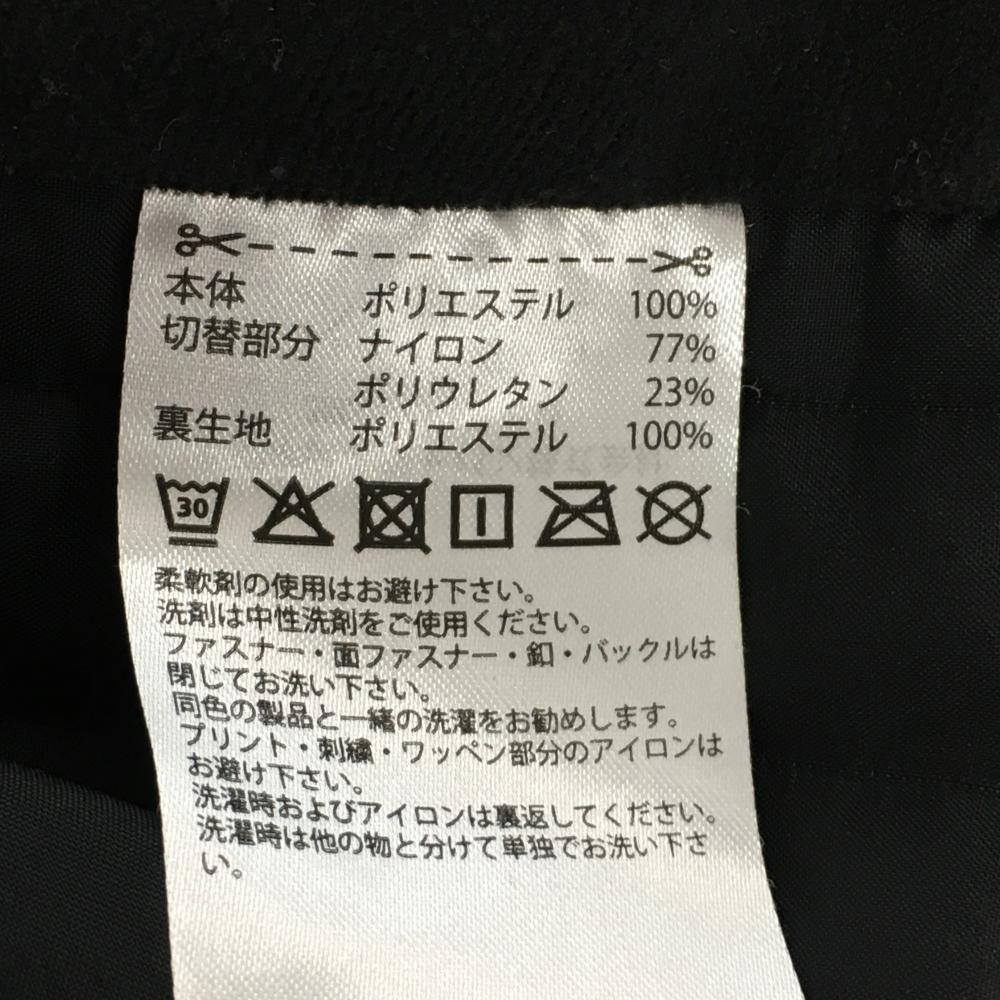 本体 ポリエステル 100%
切替部分 ナイロン 77%
ポリウレタン 23%
裏生地 ポリエステル 100%
30
柔軟剤の使用はお避け下さい。
洗剤は中性洗剤をご使用ください。
ファスナー・面ファスナー・釦・バックルは
閉じてお洗い下さい。
同色の製品と一緒の洗濯をお勧めします。
プリント・刺繍・ワッペン部分のアイロンは
お避け下さい。
洗濯時およびアイロンは裏返してください。
洗濯時は他の物と分けて単独でお洗い下さ
い。